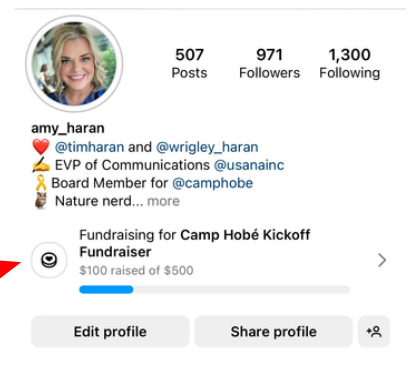 507 971 1,300
Posts Followers Following
amy_haran
@timharan and @wrigley_haran
EVP of Communications @usanainc
Board Member for @camphobe
Nature nerd... more
Fundraising for Camp Hobé Kickoff
Fundraiser
$100 raised of $500
Edit profile Share profile